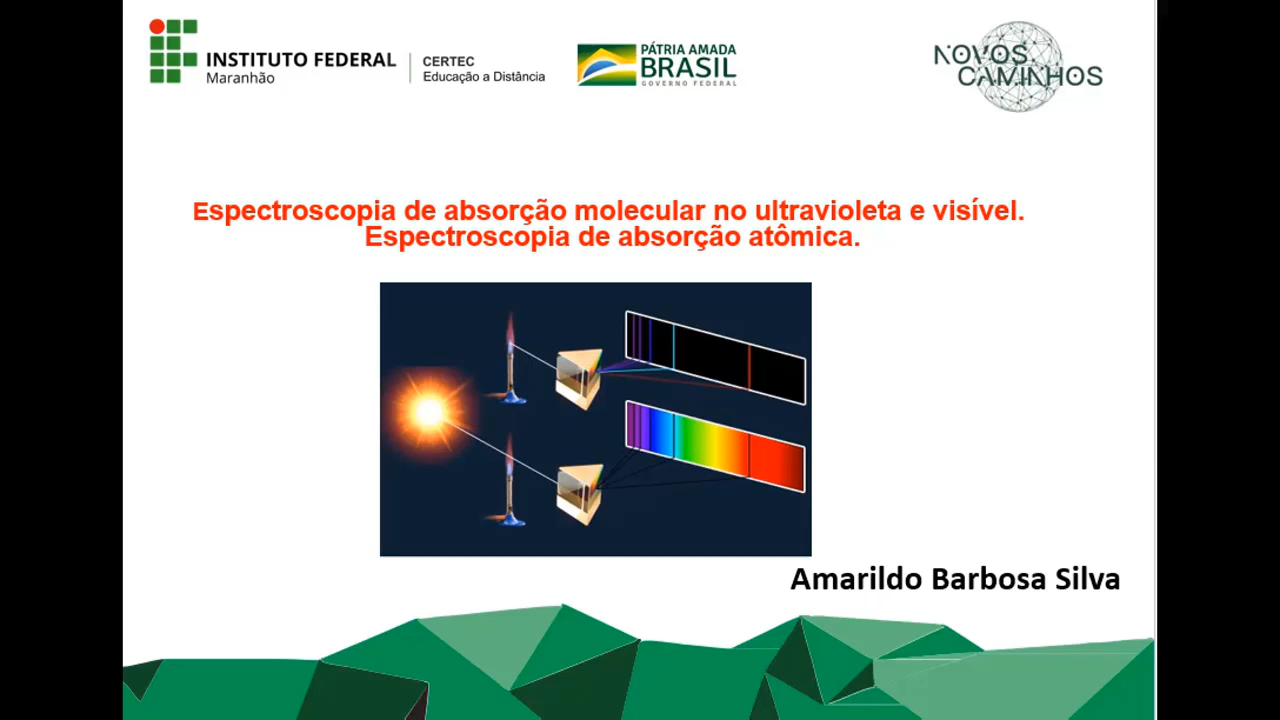 INSTITUTO FEDERAL
Maranhão
CERTEC
Educação a Distância
PÁTRIA AMADA
BRASIL
GOVERNO FEDERAL
NOVOS
CAMINHOS
Espectroscopia de absorção molecular no ultravioleta e visível.
Espectroscopia de absorção atômica.
Amarildo Barbosa Silva